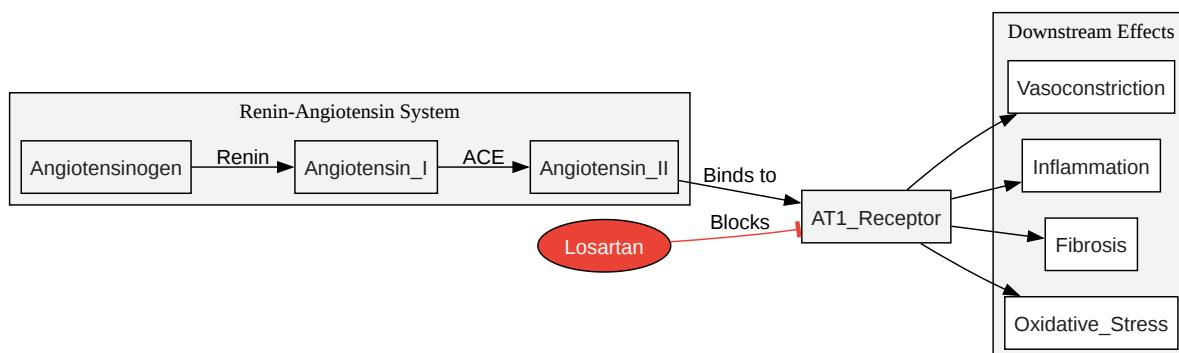 Renin-Angiotensin System
Angiotensinogen
Renin
Angiotensin_I
ACE
Angiotensin_II
Binds to
Losartan
Blocks
AT1_Receptor
Downstream Effects
Vasoconstriction
Inflammation
Fibrosis
Oxidative_Stress